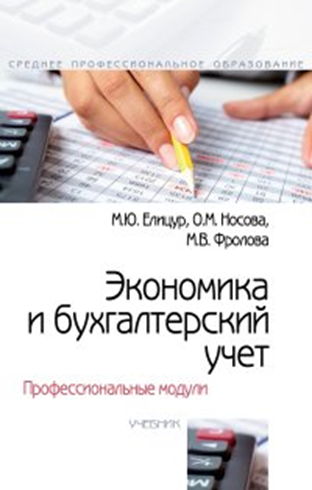 СРЕДНЕЕ ПРОФЕССИОНАЛЬНОЕ ОБРАЗОВАНИЕ
М.Ю. Елицур, О.М. Носова,
М.В. Фролова
Экономика
и бухгалтерский
учет
Профессиональные модули
УЧЕБНИК